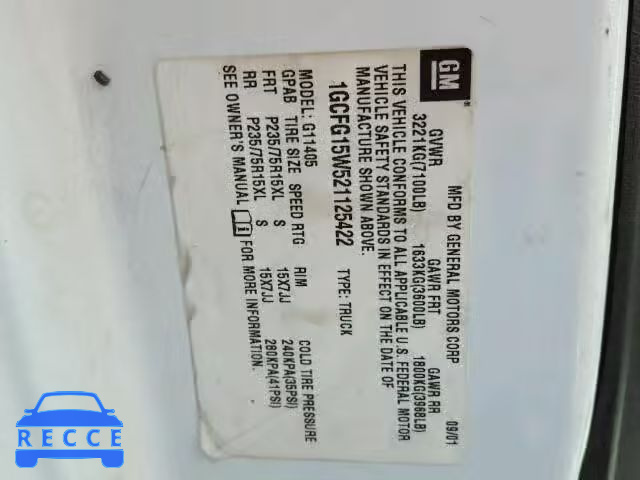 GM
MFD BY GENERAL MOTORS CORP 09/01
GVWR GAWR FRT GAWR RR
3221KG(7100LB) 1633KG(3600LB) 1800KG(3968LB)
THIS VEHICLE CONFORMS TO ALL APPLICABLE U.S. FEDERAL MOTOR
VEHICLE SAFETY STANDARDS IN EFFECT ON THE DATE OF
MANUFACTURE SHOWN ABOVE.
1GCFG15W521125422 TYPE: TRUCK
MODEL: G11405
GPAB TIRE SIZE SPEED RTG RIM COLD TIRE PRESSURE
FRT P235/75R15XL S 15X7JJ 240KPA(35PSI)
RR P235/75R15XL S 15X7JJ 280KPA(41PSI)
SEE OWNER'S MANUAL FOR MORE INFORMATION.
RECCE